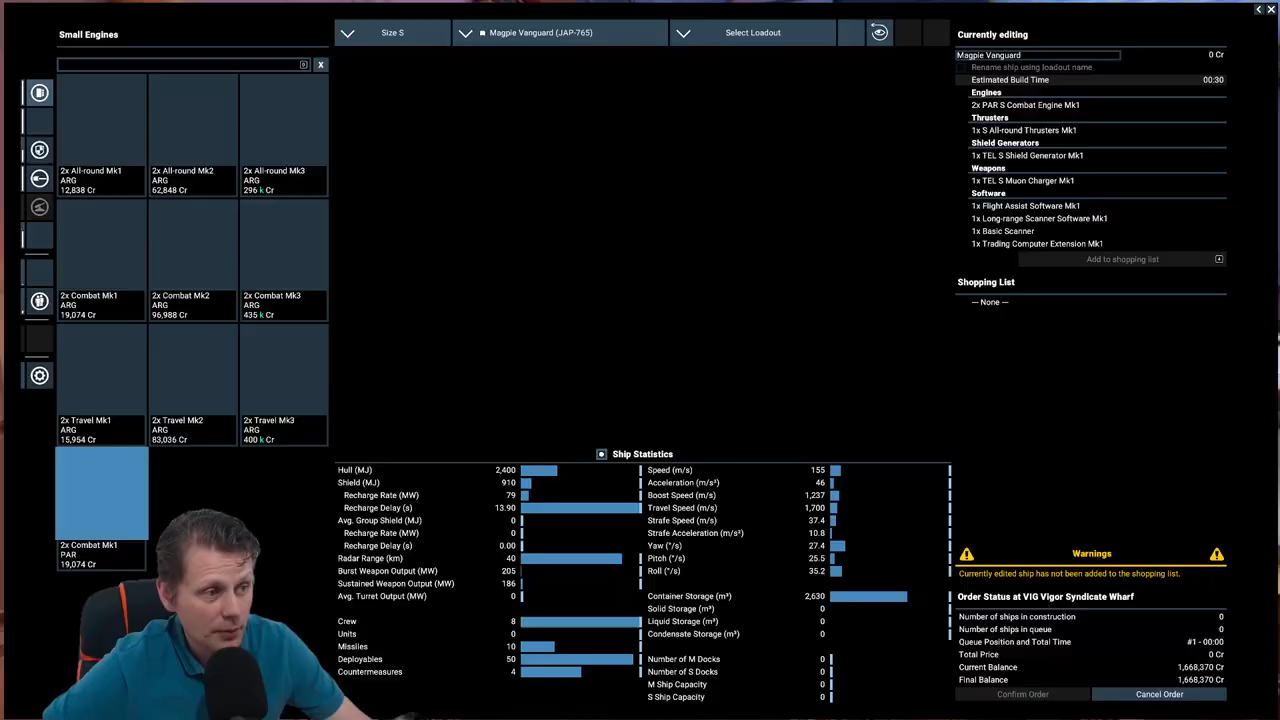 Small Engines
Size S
Magpie Vanguard (JAP-765)
Select Loadout
x
2x All-round Mk1
ARG
12,838 Cr
2x All-round Mk2
ARG
62,848 Cr
2x All-round Mk3
ARG
296 k Cr
2x Combat Mk1
ARG
19,074 Cr
2x Combat Mk2
ARG
96,988 Cr
2x Combat Mk3
ARG
435 k Cr
2x Travel Mk1
ARG
15,954 Cr
2x Travel Mk2
ARG
83,036 Cr
2x Travel Mk3
ARG
400 k Cr
2x Combat Mk1
PAR
19,074 Cr
Ship Statistics
Hull (MJ) 2,400
Shield (MJ) 910
Recharge Rate (MW) 79
Recharge Delay (s) 13.90
Avg. Group Shield (MJ) 0
Recharge Rate (MW) 0
Recharge Delay (s) 0.00
Radar Range (km) 40
Burst Weapon Output (MW) 205
Sustained Weapon Output (MW) 186
Avg. Turret Output (MW) 0
Crew 8
Units 0
Missiles 10
Deployables 50
Countermeasures 4
Speed (m/s) 155
Acceleration (m/s²) 46
Boost Speed (m/s) 1,237
Travel Speed (m/s) 1,700
Strafe Speed (m/s) 37.4
Strafe Acceleration (m/s²) 10.8
Yaw (°/s) 27.4
Pitch (°/s) 25.5
Roll (°/s) 35.2
Container Storage (m³) 2,630
Solid Storage (m³) 0
Liquid Storage (m³) 0
Condensate Storage (m³) 0
Number of M Docks 0
Number of S Docks 0
M Ship Capacity 0
S Ship Capacity 0
Currently editing
Magpie Vanguard 0 Cr
Rename ship using loadout name
Estimated Build Time 00:30
Engines
2x PAR S Combat Engine Mk1
Thrusters
1x S All-round Thrusters Mk1
Shield Generators
1x TEL S Shield Generator Mk1
Weapons
1x TEL S Muon Charger Mk1
Software
1x Flight Assist Software Mk1
1x Long-range Scanner Software Mk1
1x Basic Scanner
1x Trading Computer Extension Mk1
Add to shopping list
Shopping List
— None —
Warnings
Currently edited ship has not been added to the shopping list.
Order Status at VIG Vigor Syndicate Wharf
Number of ships in construction 0
Number of ships in queue 0
Queue Position and Total Time #1 - 00:00
Total Price 0 Cr
Current Balance 1,668,370 Cr
Final Balance 1,668,370 Cr
Confirm Order
Cancel Order